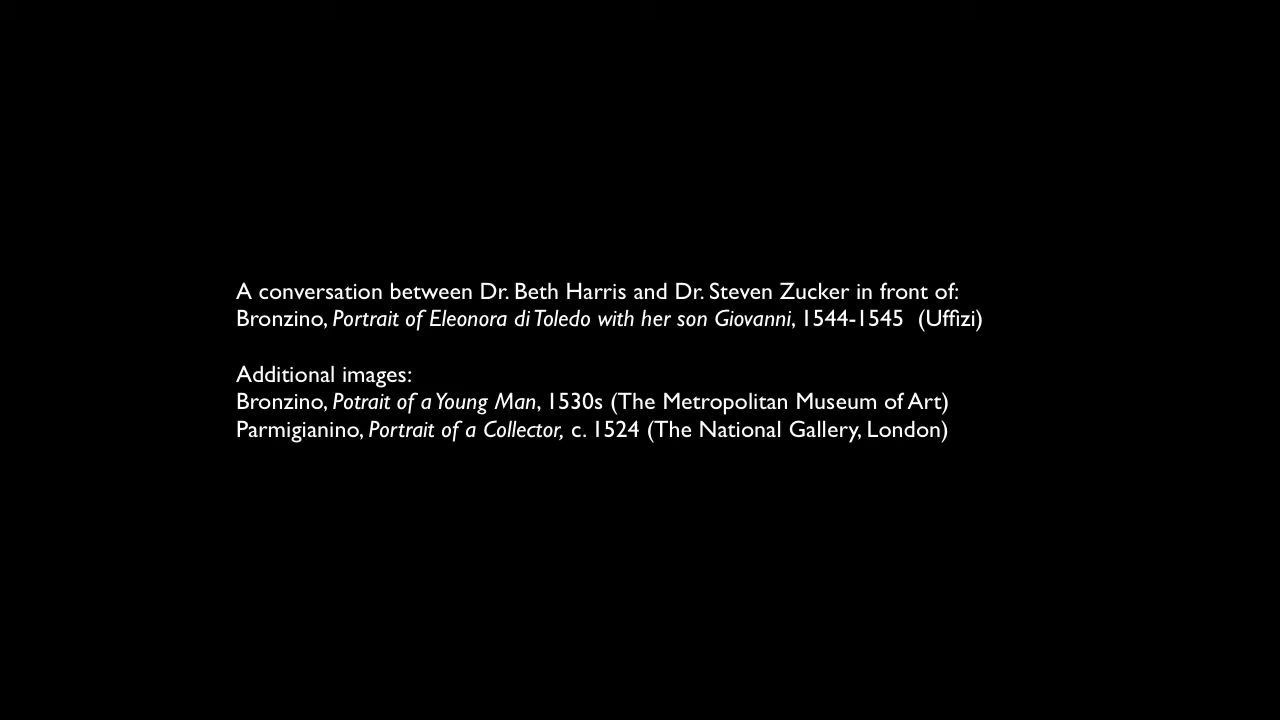 A conversation between Dr. Beth Harris and Dr. Steven Zucker in front of:
Bronzino, Portrait of Eleonora di Toledo with her son Giovanni, 1544-1545 (Uffizi)
Additional images:
Bronzino, Potrait of a Young Man, 1530s (The Metropolitan Museum of Art)
Parmigianino, Portrait of a Collector, c. 1524 (The National Gallery, London)